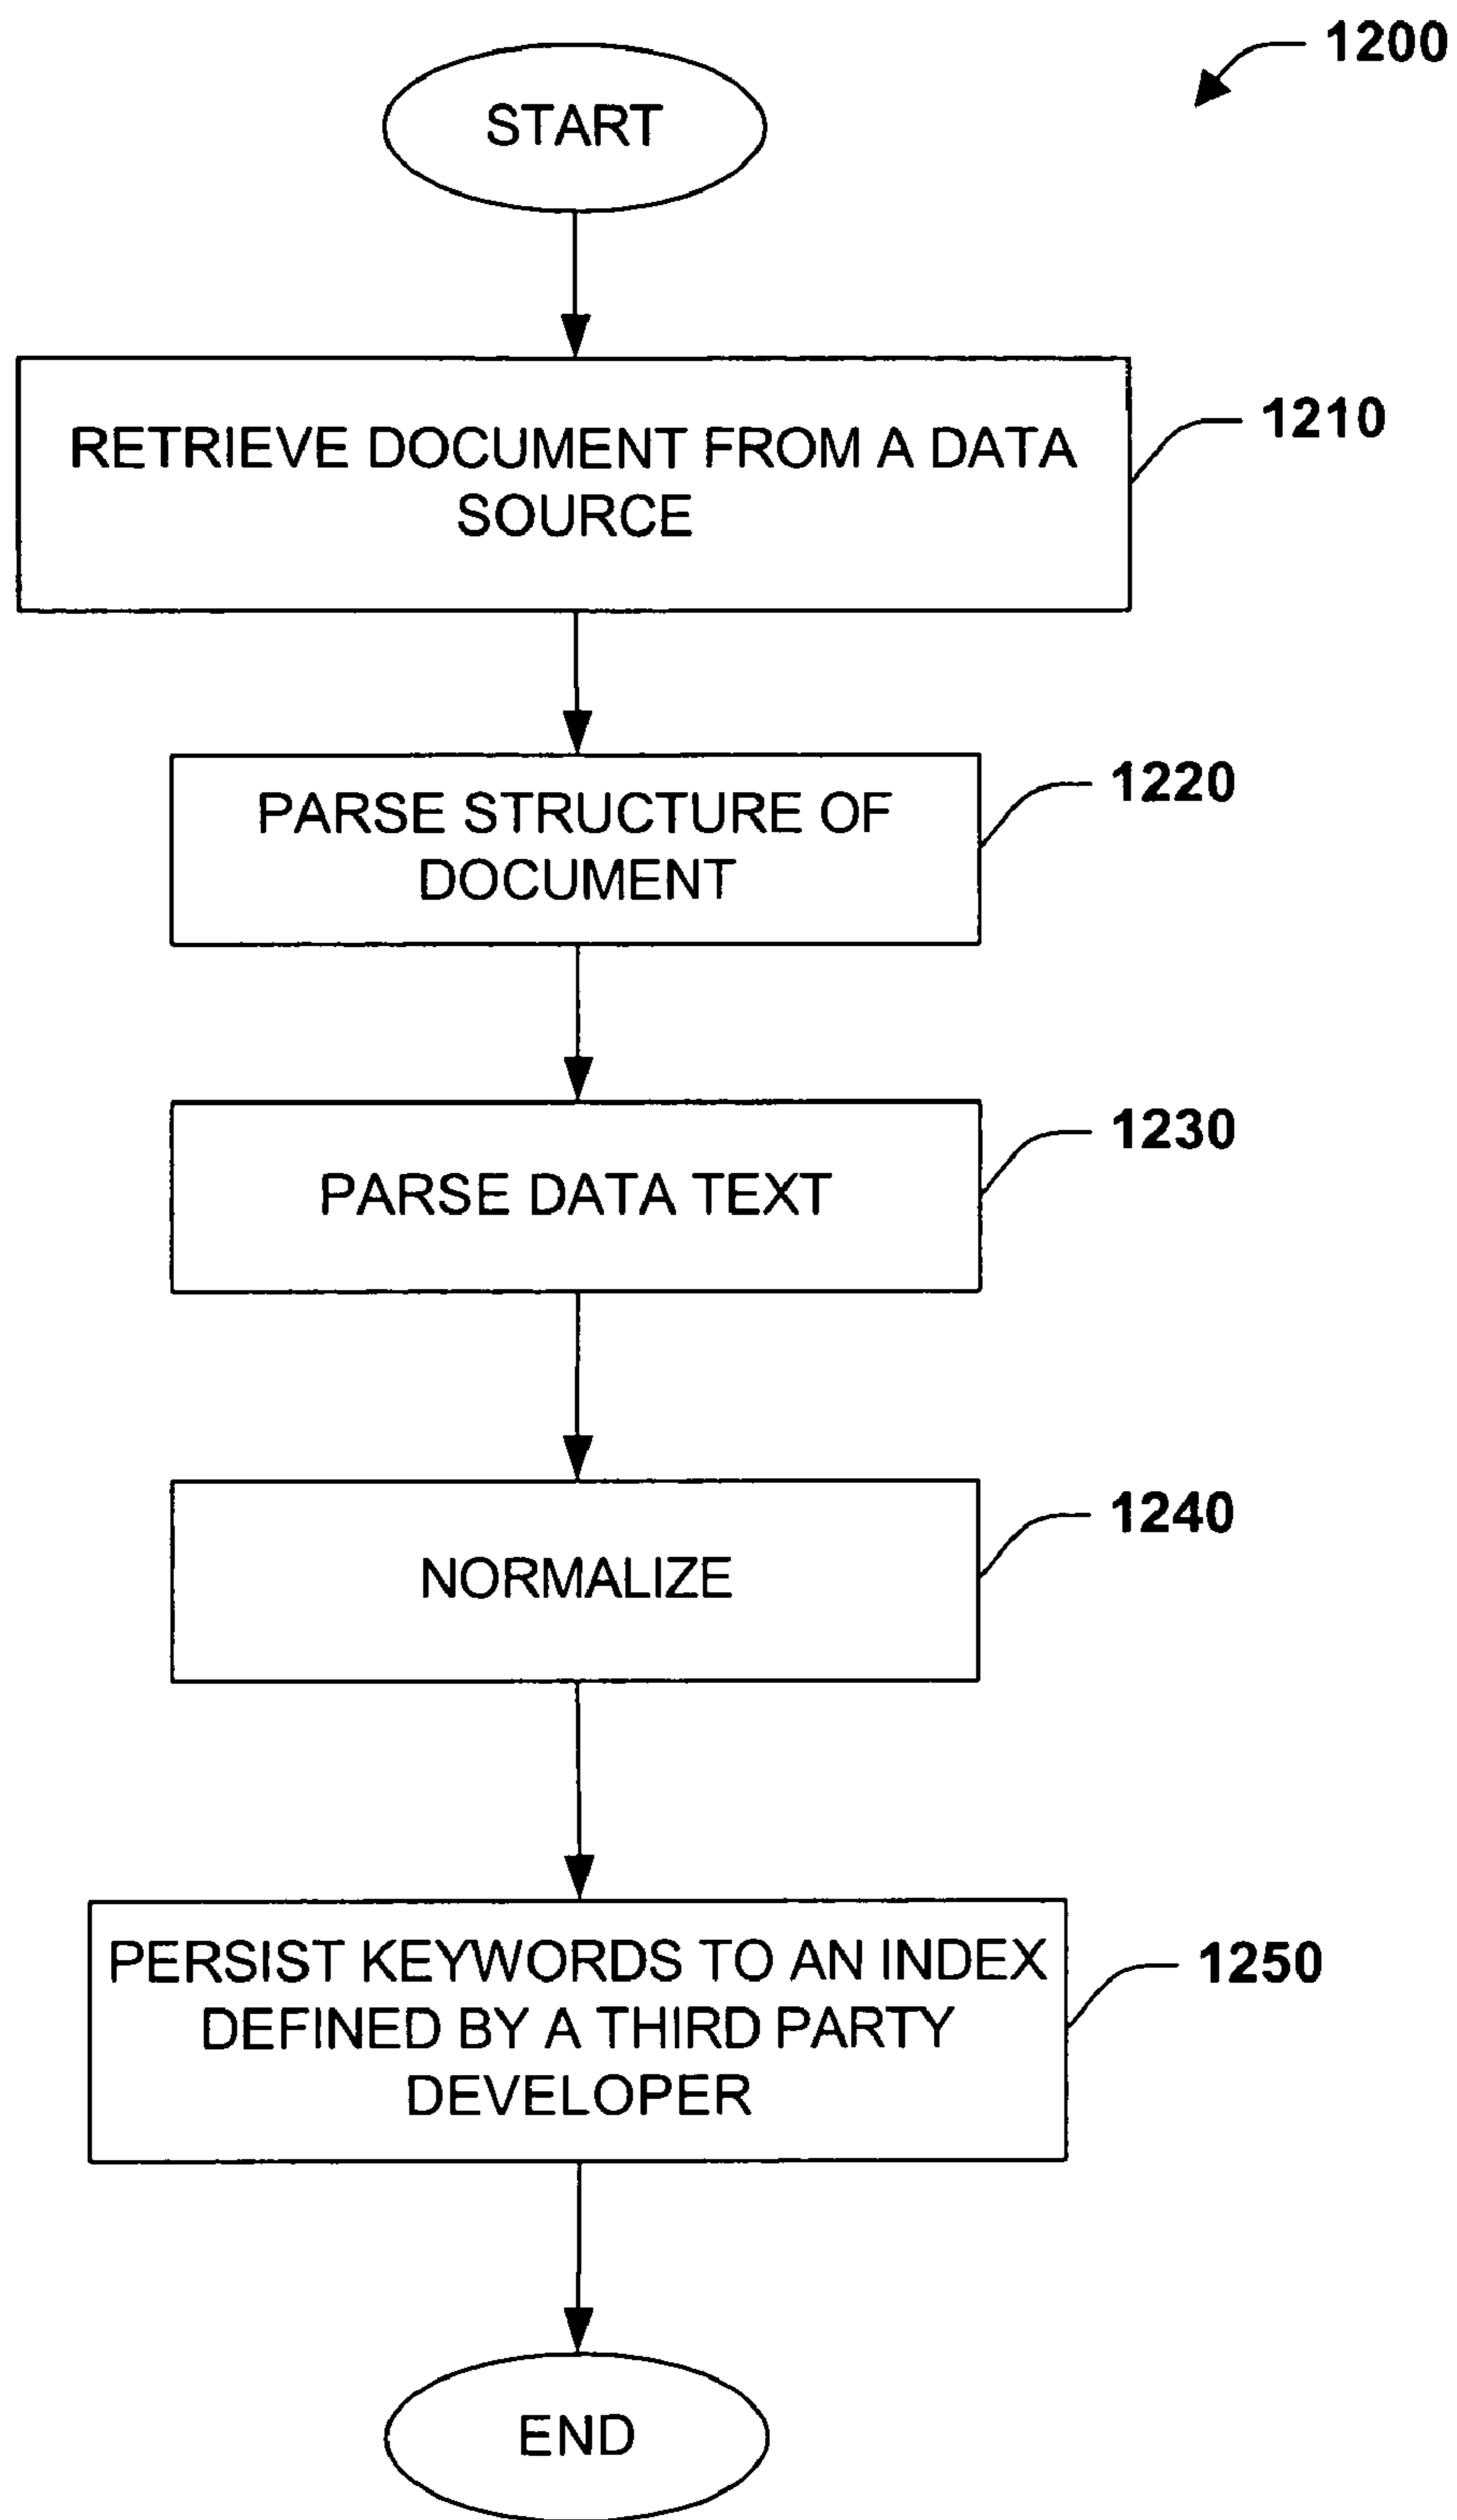 1200
START
RETRIEVE DOCUMENT FROM A DATA
SOURCE
1210
PARSE STRUCTURE OF
DOCUMENT
1220
PARSE DATA TEXT
1230
NORMALIZE
1240
PERSIST KEYWORDS TO AN INDEX
DEFINED BY A THIRD PARTY
DEVELOPER
1250
END